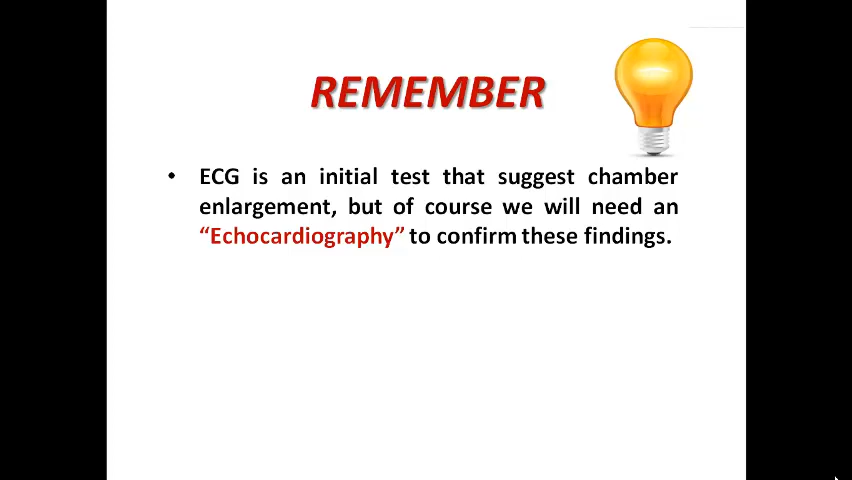 REMEMBER
• ECG is an initial test that suggest chamber
enlargement, but of course we will need an
“Echocardiography” to confirm these findings.